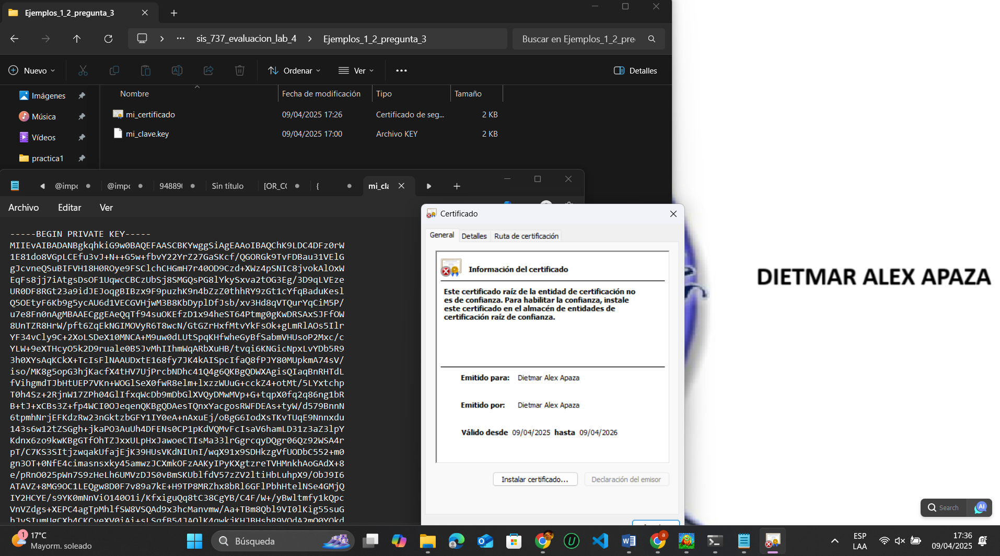 Ejemplos_1_2_pregunta_3
sis_737_evaluacion_lab_4
Ejemplos_1_2_pregunta_3
Buscar en Ejemplos_1_2_pre
Nuevo
Ordenar
Ver
Detalles
Imágenes
Música
Vídeos
practica1
Nombre
Fecha de modificación
Tipo
Tamaño
mi_certificado
09/04/2025 17:26
Certificado de seg...
2 KB
mi_clave.key
09/04/2025 17:00
Archivo KEY
2 KB
@impo
@impo
94889
Sin título
[OR_CO
{
mi_cla
Archivo
Editar
Ver
-----BEGIN PRIVATE KEY-----
MIIEvAIBADANBgkqhkiG9w0BAQEFAASCBKYwggSiAgEAAoIBAQChK9LDC4DFz0rW
1E81do8VGpLCEfu3vJ+N++G5w+fbvY22YrZ27GaSKcf/QGORGk9TvFDBau31VElG
gJcvneQSuBIFVH18H0ROye9FSClchCHGmH7r40OD9Czd+XWz4pSNIC8jvokAlOxW
EqFs8jj7iAtgsDsOF1UqwcCBCzUbSj8SMGQsPG8lYkySxva2tOG3Eg/3D9qLVEze
UR0DF8RGt23a9idJEJoqgBIBzx9F9puzhK9n4bZzZ0thhRY9zGt1cYfqBaduKesl
Q5OEtyF6Kb9g5ycAU6d1VECGVHjwM3B8KbDyplDfJsb/xv3Hd8qVTQurYqCiM5P/
u7e8Fn0nAgMBAAECggEAeQqTf94suOKEfzD1x94heST64Ptmg0gKwDRSAxSJFfOW
8UnTZR8HrW/pft6ZqEkNGIMOVyR6T8wcN/GtGZrHxfMtvYkFsOk+gLmRlAOs5Ilr
YF34vCly9C+2XoLSDeX10MNCA+M9uw0dLUtSpqKHfwheGyBfSabmVHUsoP2Mxc/c
YLW+9eXTHcyO5k2D9ruale0B5JvMhIIhmWqARbXuHB/tvqi6KNGicNpxLvYDb5R9
3h0XYsAqKCkX+TcIsFlNAAUDxtE168fy7JK4kAISpcIfaQ8fPJY80MUpkmA74sV/
iso/MK8g5opG3hjKacfX4tHV7UjPrcbNDhc41Q4g6QKBgQDWXAgisQIaqBnRHTdL
fVihgmdTJbHtUEP7VKn+WOGlSeX0fwR8elm+lxzzWUuG+cckZ4+otMt/5LYxtchp
T0h4Sz+2RjnW17ZPh04GlIfxqWcDb9mDbGlXVQyDMwMVp+G+tqpX0fq2q86ng1bR
B+tJ+xCBs3Z+fp4WCI0OJeqenQKBgQDAesTQnxYacgosRWFDEAs+tyW/d579BnnN
6tpmhNrjEFKdzRw23nGktzbGFY1IY0eA+nAxuEj/oBgG6IodXsTKvTUqE9Nnnxdu
143s6w12tZSGgh+jkaPO3AuUh4DFENs0CP1pKdVQMvFcIsaV6hamLD31z3aZ3lpY
Kdnx6zo9kwKBgGTfOhTZJxxULpHxJawoeCTIsMa33lrGgrcqyDQgr06Qz92WSA4r
pT/C7KS3SItjzwqakUfajEjK39HUsVKdNIUnI/wqX91x9SDHkzgVfUODbC552+m0
gn3OT+0NfE4cimasnsxky45amwzJCXmkOFzAAKyIPyKXgtzreTVHMnkhAoGAdX+8
e/pRnO025pWn7S9zHeLh6UMVzDJS0vBmSKUblfdV57zZV2ltiHbLuhpX9/ObJ9I6
ATAVZ+8MG9OC1LEQgw8D0F7v89a7kE+H9TP8MRZhx8bRl6GFlPbhHtelNSe4GMjQ
IY2HCYE/s9YK0mNnViO140O1i/KfxiguQq8tC38CgYB/C4F/W+/yBwltmfy1kQpc
VnVZdgs+XEPC4agTpMhlfSW8VSQAd9x3hcManvmw/Aa+TBm8Qbl9VI0lKig55suG
Certificado
General
Detalles
Ruta de certificación
Información del certificado
Este certificado raíz de la entidad de certificación no
es de confianza. Para habilitar la confianza, instale
este certificado en el almacén de entidades de
certificación raíz de confianza.
Emitido para: Dietmar Alex Apaza
Emitido por: Dietmar Alex Apaza
Válido desde 09/04/2025 hasta 09/04/2026
Instalar certificado...
Declaración del emisor
DIETMAR ALEX APAZA
Search
AI
1
17°C
Mayorm. soleado
Búsqueda
ESP
LAA
17:36
09/04/2025